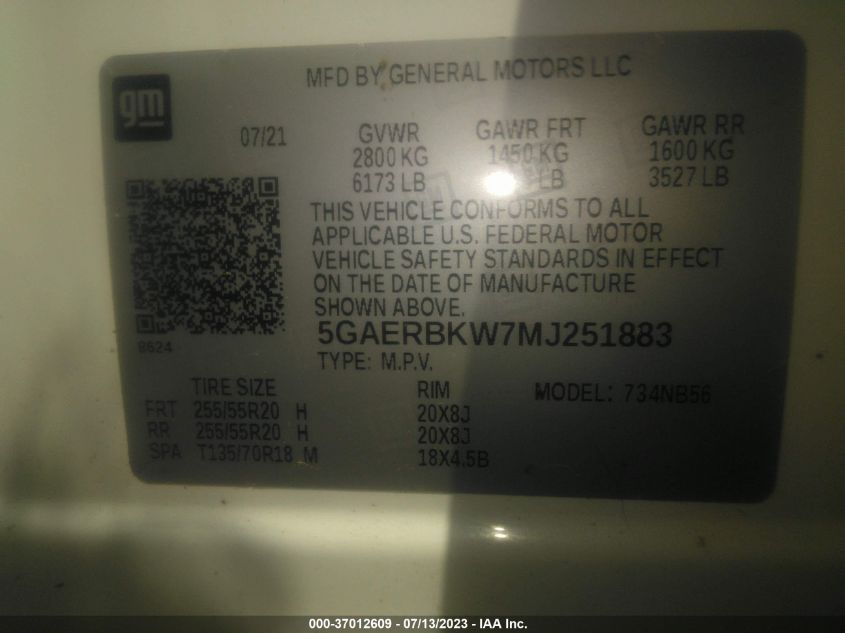 MFD BY GENERAL MOTORS LLC
gm
07/21 GVWR GAWR FRT GAWR RR
2800 KG 1450 KG 1600 KG
6173 LB LB 3527 LB
THIS VEHICLE CONFORMS TO ALL
APPLICABLE U.S. FEDERAL MOTOR
VEHICLE SAFETY STANDARDS IN EFFECT
ON THE DATE OF MANUFACTURE
SHOWN ABOVE.
5GAERBKW7MJ251883
8624
TYPE: M.P.V.
TIRE SIZE RIM MODEL: 734NB56
FRT 255/55R20 H 20X8J
RR 255/55R20 H 20X8J
SPA T135/70R18 M 18X4.5B
000-37012609 - 07/13/2023 - IAA Inc.